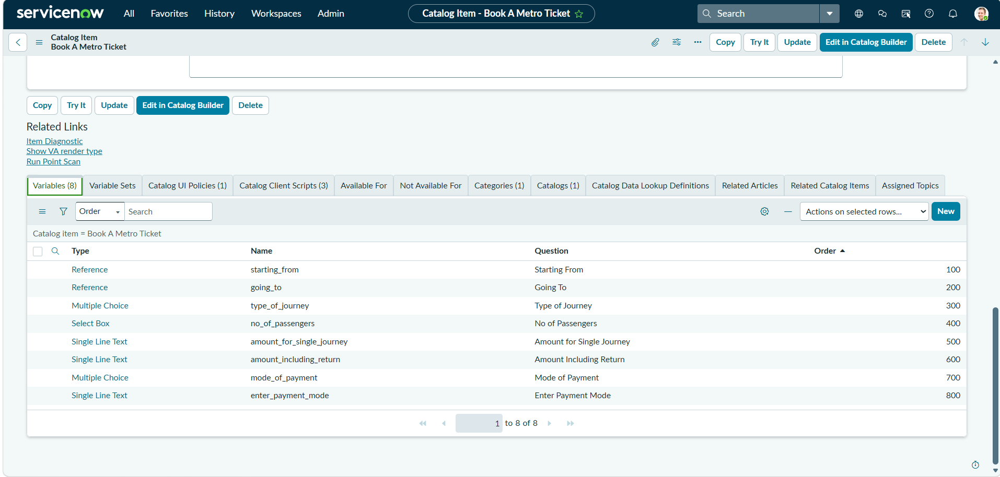 servicenow All Favorites History Workspaces Admin Catalog Item - Book A Metro Ticket Search
Catalog Item
Book A Metro Ticket
Copy Try It Update Edit in Catalog Builder Delete
Copy Try It Update Edit in Catalog Builder Delete
Related Links
Item Diagnostic
Show VA render type
Run Point Scan
Variables (8) Variable Sets Catalog UI Policies (1) Catalog Client Scripts (3) Available For Not Available For Categories (1) Catalogs (1) Catalog Data Lookup Definitions Related Articles Related Catalog Items Assigned Topics
Order Search Actions on selected rows... New
Catalog item = Book A Metro Ticket
Type Name Question Order
Reference starting_from Starting From 100
Reference going_to Going To 200
Multiple Choice type_of_journey Type of Journey 300
Select Box no_of_passengers No of Passengers 400
Single Line Text amount_for_single_journey Amount for Single Journey 500
Single Line Text amount_including_return Amount Including Return 600
Multiple Choice mode_of_payment Mode of Payment 700
Single Line Text enter_payment_mode Enter Payment Mode 800
1 to 8 of 8